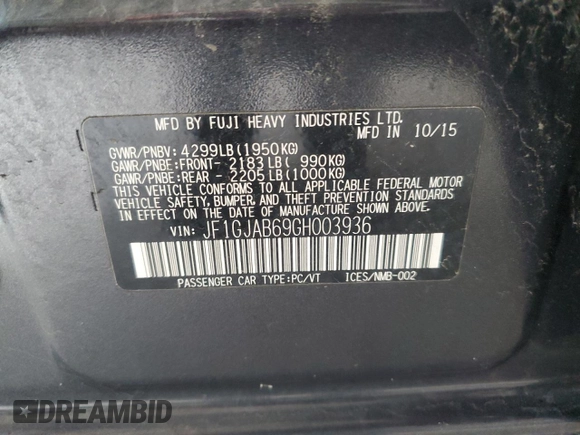 MFD BY FUJI HEAVY INDUSTRIES LTD.
MFD IN 10/15
GVWR/PNBV: 4299LB(1950KG)
GAWR/PNBE:FRONT- 2183LB( 990KG)
GAWR/PNBE:REAR - 2205LB(1000KG)
THIS VEHICLE CONFORMS TO ALL APPLICABLE FEDERAL MOTOR
VEHICLE SAFETY, BUMPER, AND THEFT PREVENTION STANDARDS
IN EFFECT ON THE DATE OF MANUFACTURE SHOWN ABOVE.
VIN: JF1GJAB69GH003936
PASSENGER CAR TYPE:PC/VT ICES/NMB-002
DREAMBID